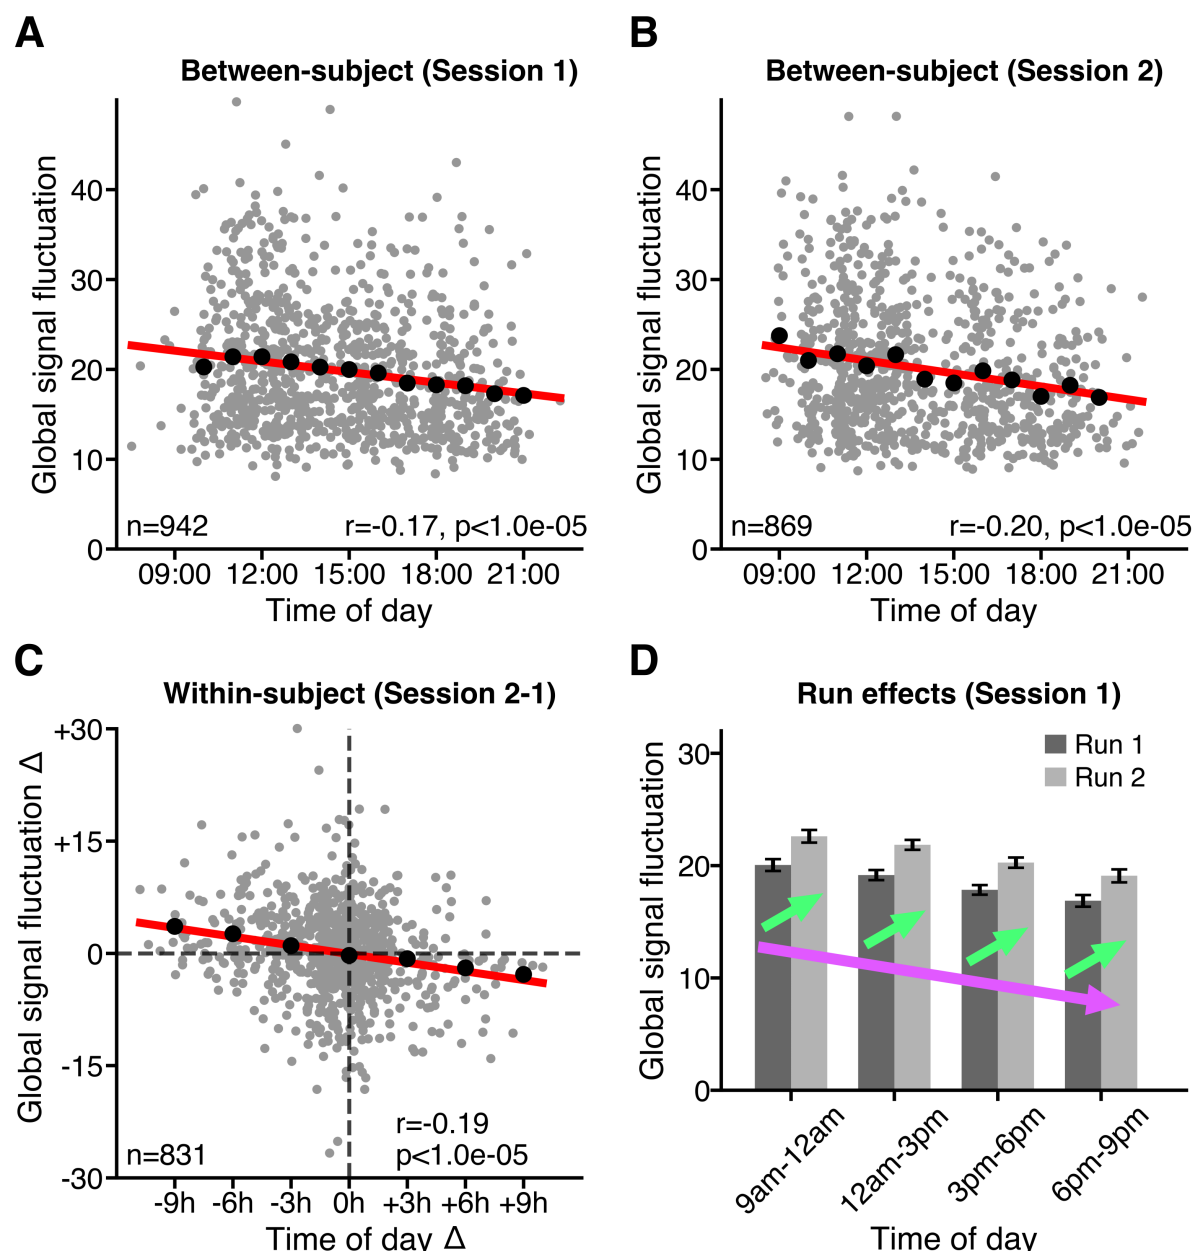 A
Between-subject (Session 1)
Global signal fluctuation
40
30
20
10
0
n=942
r=-0.17, p<1.0e-05
09:00 12:00 15:00 18:00 21:00
Time of day
B
Between-subject (Session 2)
Global signal fluctuation
40
30
20
10
0
n=869
r=-0.20, p<1.0e-05
09:00 12:00 15:00 18:00 21:00
Time of day
C
Within-subject (Session 2-1)
Global signal fluctuation Δ
+30
+15
0
-15
-30
n=831
r=-0.19
p<1.0e-05
-9h -6h -3h 0h +3h +6h +9h
Time of day Δ
D
Run effects (Session 1)
Global signal fluctuation
30
20
10
0
Run 1
Run 2
9am-12am
12am-3pm
3pm-6pm
6pm-9pm
Time of day